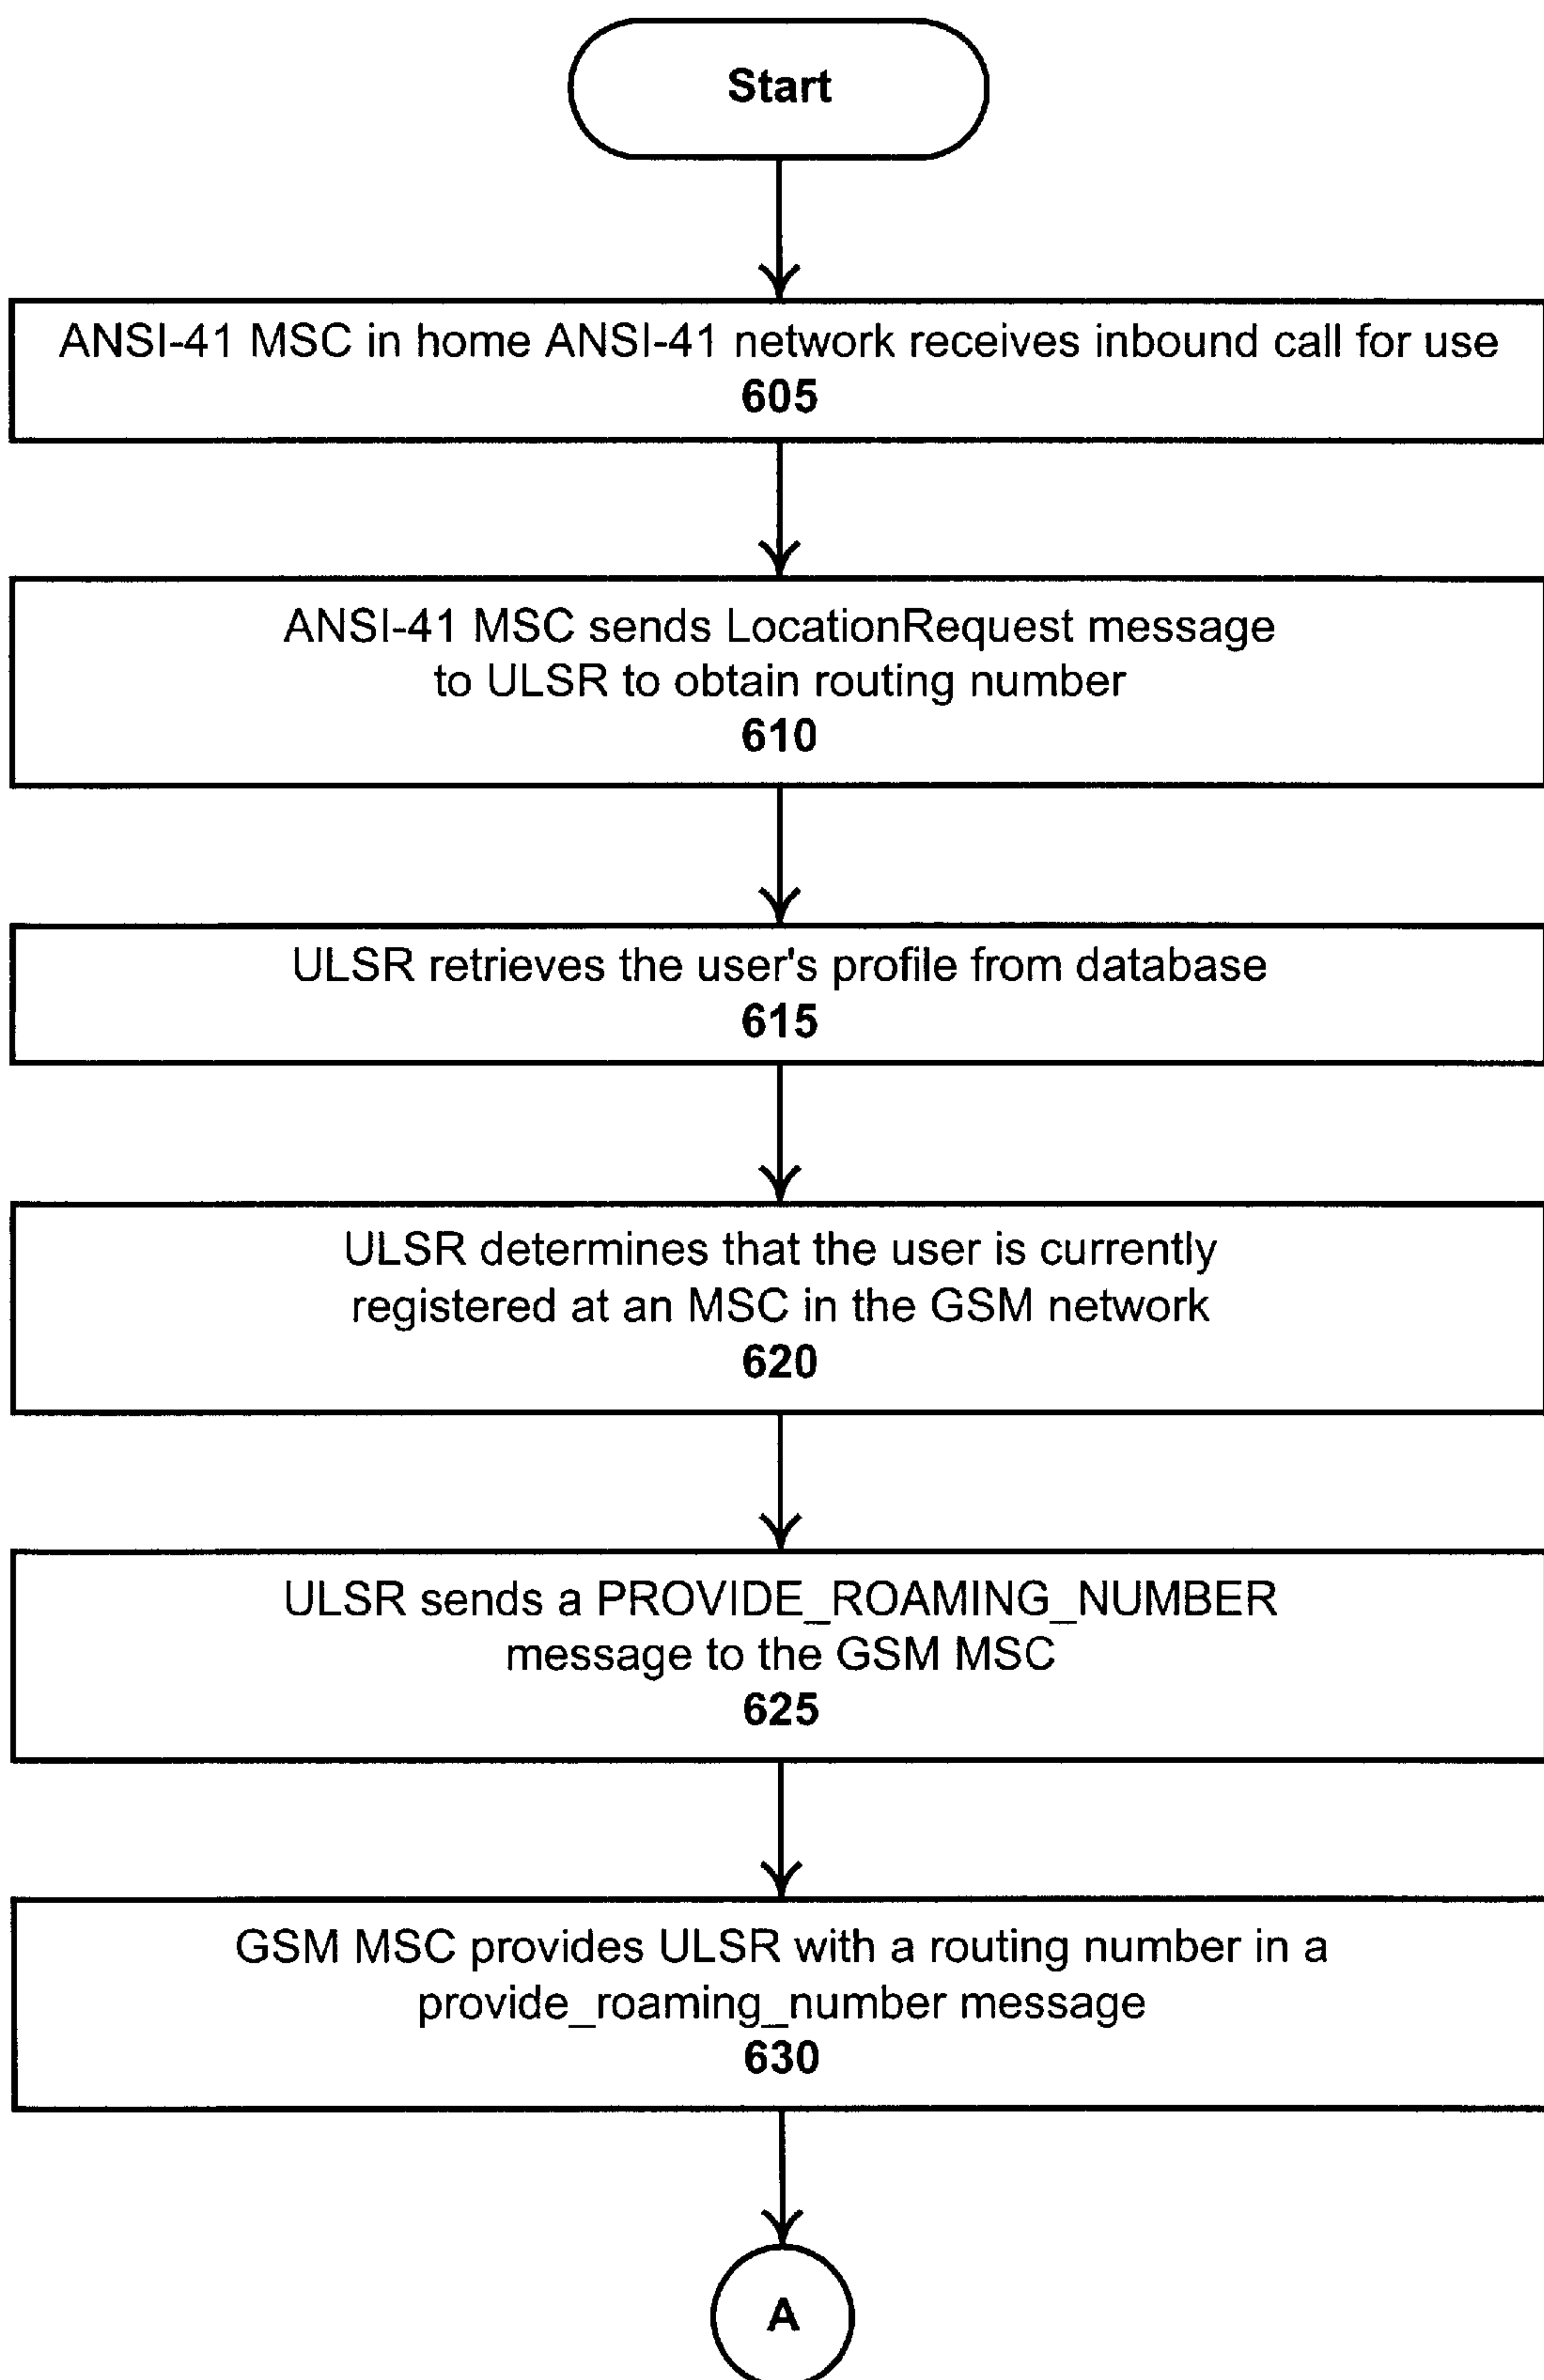 Start
ANSI-41 MSC in home ANSI-41 network receives inbound call for use
605
ANSI-41 MSC sends LocationRequest message
to ULSR to obtain routing number
610
ULSR retrieves the user's profile from database
615
ULSR determines that the user is currently
registered at an MSC in the GSM network
620
ULSR sends a PROVIDE_ROAMING_NUMBER
message to the GSM MSC
625
GSM MSC provides ULSR with a routing number in a
provide_roaming_number message
630
A